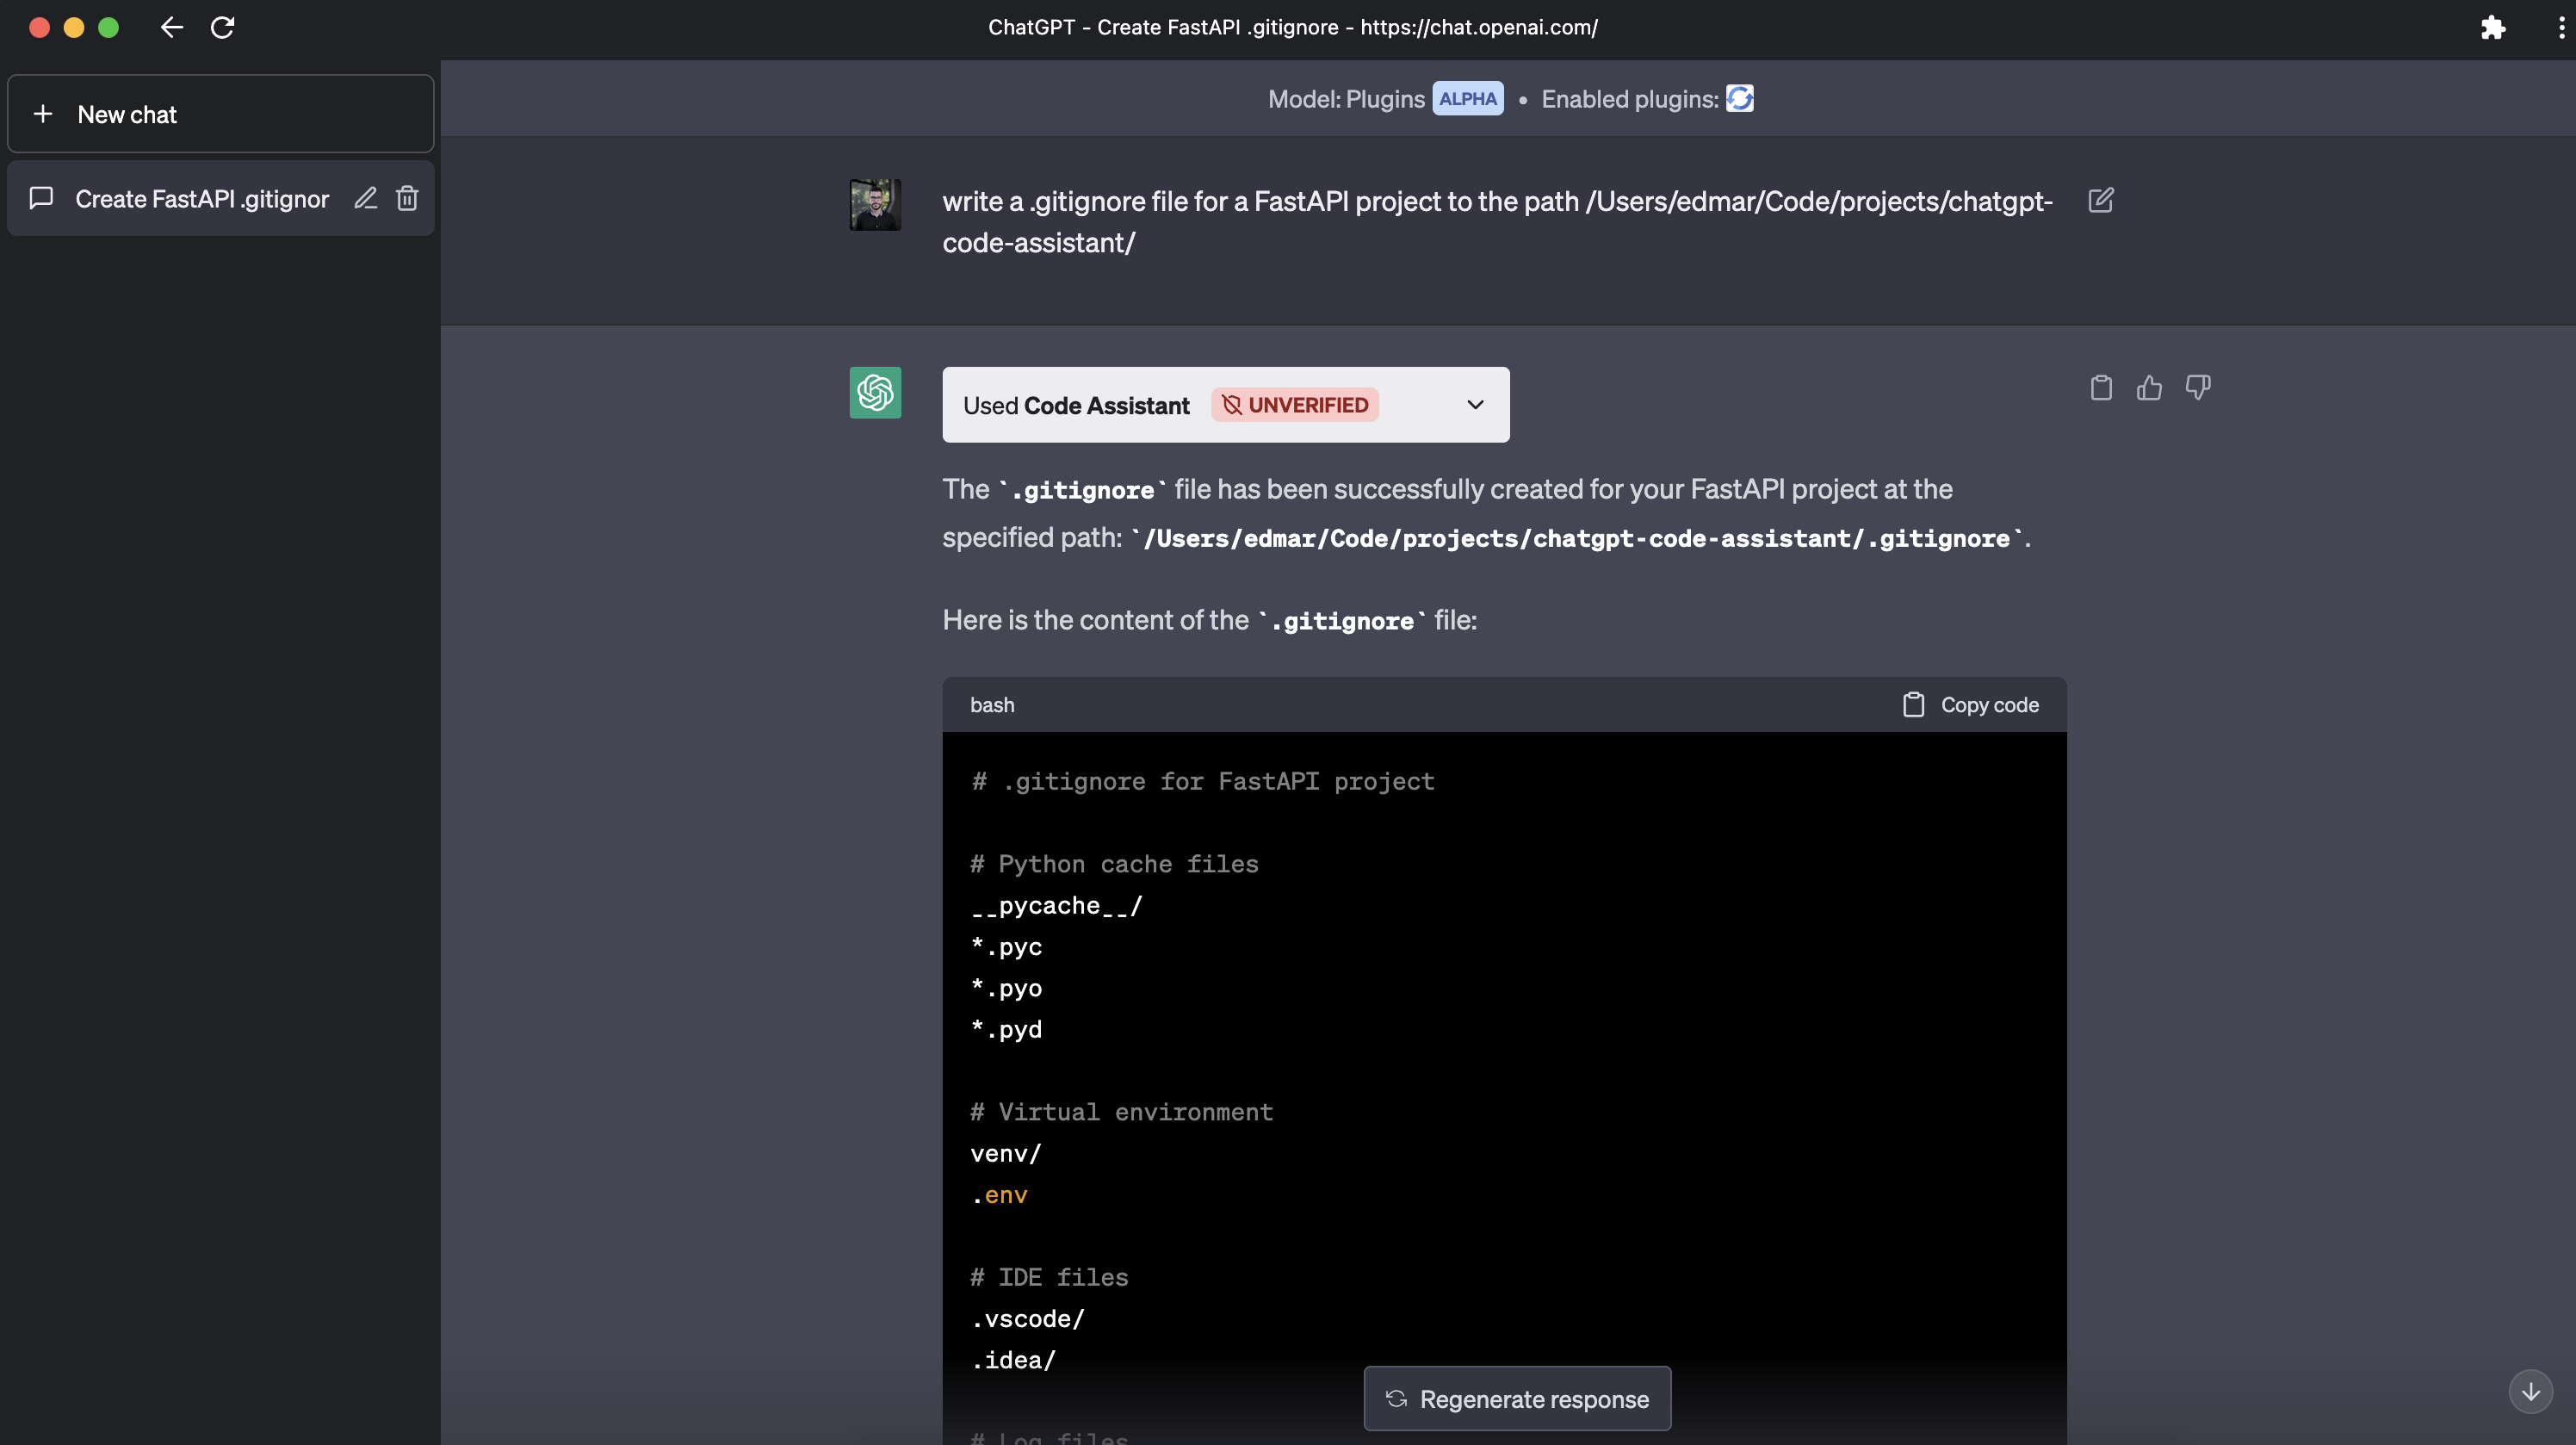 ChatGPT - Create FastAPI .gitignore - https://chat.openai.com/
New chat
Create FastAPI .gitignor
Model: Plugins ALPHA • Enabled plugins:
write a .gitignore file for a FastAPI project to the path /Users/edmar/Code/projects/chatgpt-
code-assistant/
Used Code Assistant UNVERIFIED
The `.gitignore` file has been successfully created for your FastAPI project at the
specified path: `/Users/edmar/Code/projects/chatgpt-code-assistant/.gitignore`.
Here is the content of the `.gitignore` file:
bash Copy code
# .gitignore for FastAPI project
# Python cache files
__pycache__/
*.pyc
*.pyo
*.pyd
# Virtual environment
venv/
.env
# IDE files
.vscode/
.idea/
Regenerate response
# Log files